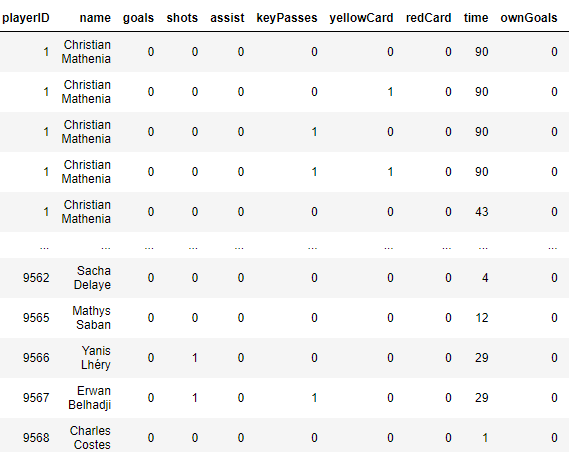 playerID name goals shots assist keyPasses yellowCard redCard time ownGoals
1 Christian Mathenia 0 0 0 0 0 0 90 0
1 Christian Mathenia 0 0 0 0 1 0 90 0
1 Christian Mathenia 0 0 0 1 0 0 90 0
1 Christian Mathenia 0 0 0 1 1 0 90 0
1 Christian Mathenia 0 0 0 0 0 0 43 0
... ... ... ... ... ... ... ... ... ...
9562 Sacha Delaye 0 0 0 0 0 0 4 0
9565 Mathys Saban 0 0 0 0 0 0 12 0
9566 Yanis Lhéry 0 1 0 0 0 0 29 0
9567 Erwan Belhadji 0 1 0 1 0 0 29 0
9568 Charles Costes 0 0 0 0 0 0 1 0